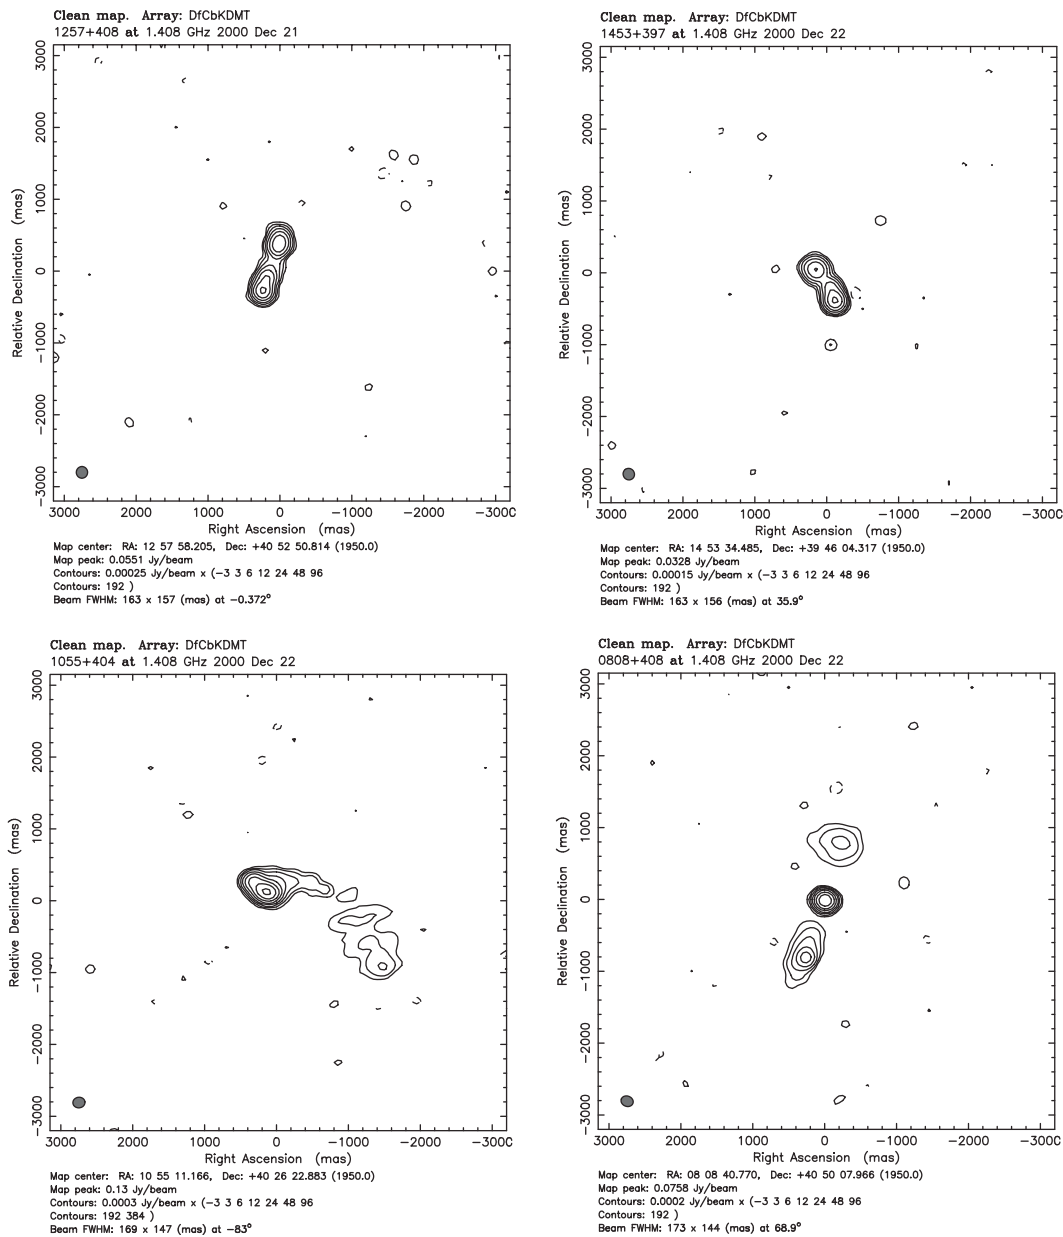 Clean map. Array: DfCbKDMT
1257+408 at 1.408 GHz 2000 Dec 21
Relative Declination (mas)
3000
2000
1000
0
−1000
−2000
−3000
3000 2000 1000 0 −1000 −2000 −3000
Right Ascension (mas)
Map center: RA: 12 57 58.205, Dec: +40 52 50.814 (1950.0)
Map peak: 0.0551 Jy/beam
Contours: 0.00025 Jy/beam x (−3 3 6 12 24 48 96
Contours: 192 )
Beam FWHM: 163 x 157 (mas) at −0.372°
Clean map. Array: DfCbKDMT
1453+397 at 1.408 GHz 2000 Dec 22
Relative Declination (mas)
3000
2000
1000
0
−1000
−2000
−3000
3000 2000 1000 0 −1000 −2000 −3000
Right Ascension (mas)
Map center: RA: 14 53 34.485, Dec: +39 46 04.317 (1950.0)
Map peak: 0.0328 Jy/beam
Contours: 0.00015 Jy/beam x (−3 3 6 12 24 48 96
Contours: 192 )
Beam FWHM: 163 x 156 (mas) at 35.9°
Clean map. Array: DfCbKDMT
1055+404 at 1.408 GHz 2000 Dec 22
Relative Declination (mas)
3000
2000
1000
0
−1000
−2000
−3000
3000 2000 1000 0 −1000 −2000 −3000
Right Ascension (mas)
Map center: RA: 10 55 11.166, Dec: +40 26 22.883 (1950.0)
Map peak: 0.13 Jy/beam
Contours: 0.0003 Jy/beam x (−3 3 6 12 24 48 96
Contours: 192 384 )
Beam FWHM: 169 x 147 (mas) at −83°
Clean map. Array: DfCbKDMT
0808+408 at 1.408 GHz 2000 Dec 22
Relative Declination (mas)
3000
2000
1000
0
−1000
−2000
−3000
3000 2000 1000 0 −1000 −2000 −3000
Right Ascension (mas)
Map center: RA: 08 08 40.770, Dec: +40 50 07.966 (1950.0)
Map peak: 0.0758 Jy/beam
Contours: 0.0002 Jy/beam x (−3 3 6 12 24 48 96
Contours: 192 )
Beam FWHM: 173 x 144 (mas) at 68.9°